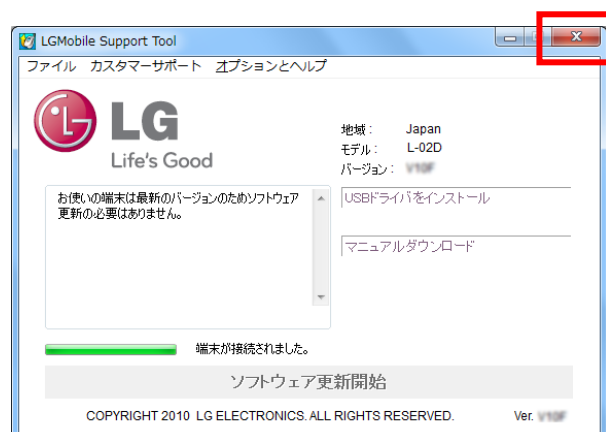 LGMobile Support Tool
ファイル カスタマーサポート オプションとヘルプ
LG
Life's Good
地域： Japan
モデル： L-02D
バージョン：
お使いの端末は最新のバージョンのためソフトウェア
更新の必要はありません。
USBドライバをインストール
マニュアルダウンロード
端末が接続されました。
ソフトウェア更新開始
COPYRIGHT 2010 LG ELECTRONICS. ALL RIGHTS RESERVED. Ver.